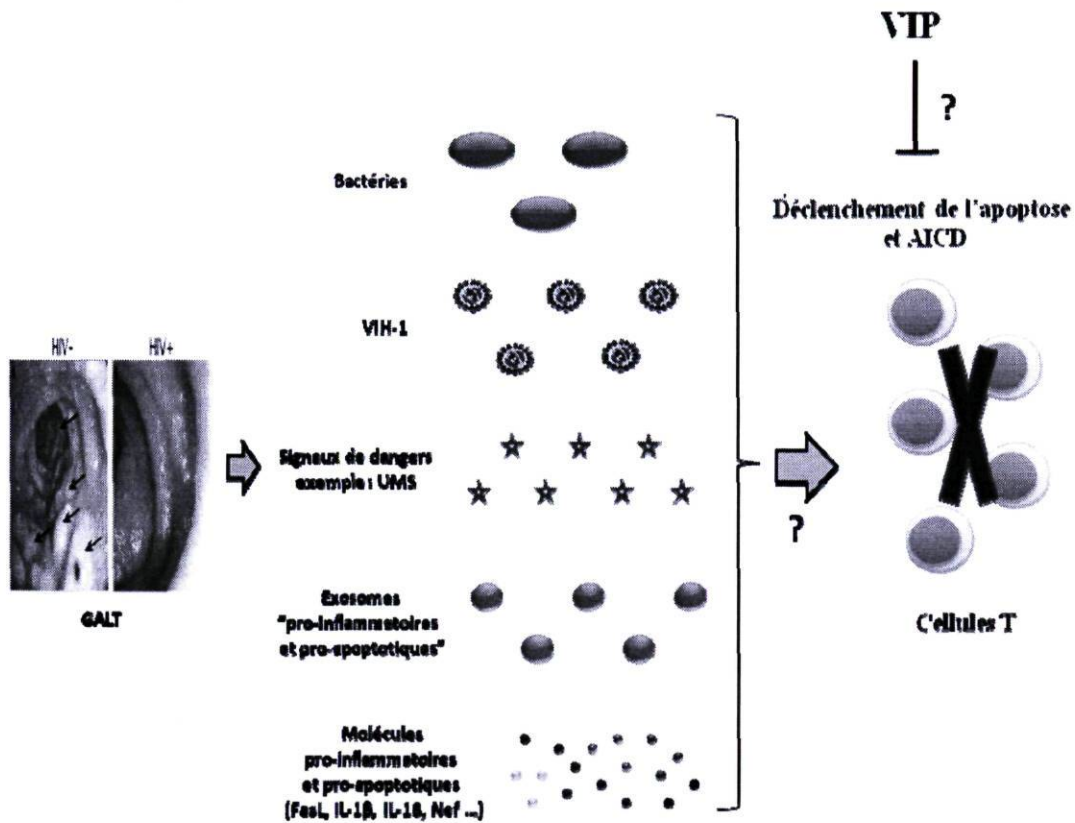 VIP
?
Bactéries
Déclenchement de l'apoptose
et AICD
VIH-1
HIV-
HIV+
Signaux de dangers
exemple : UMS
?
GALT
Exosomes
"pro-inflammatoires
et pro-apoptotiques"
Cellules T
Molécules
pro-inflammatoires
et pro-apoptotiques
(FasL, IL-1β, IL-18, Nef ...)